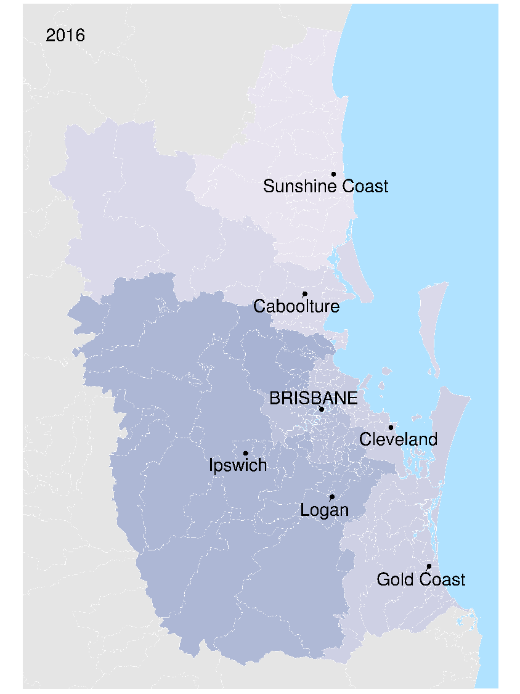 2016
Sunshine Coast
Caboolture
BRISBANE
Cleveland
Ipswich
Logan
Gold Coast